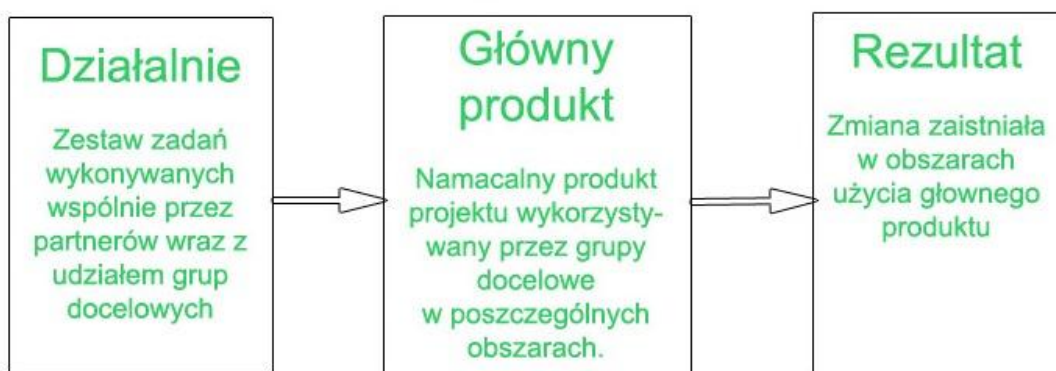 Działalnie
Zestaw zadań
wykonywanych
wspólnie przez
partnerów wraz z
udziałem grup
docelowych
Główny
produkt
Namacalny produkt
projektu wykorzysty-
wany przez grupy
docelowe
w poszczególnych
obszarach.
Rezultat
Zmiana zaistniała
w obszarach
użycia głownego
produktu